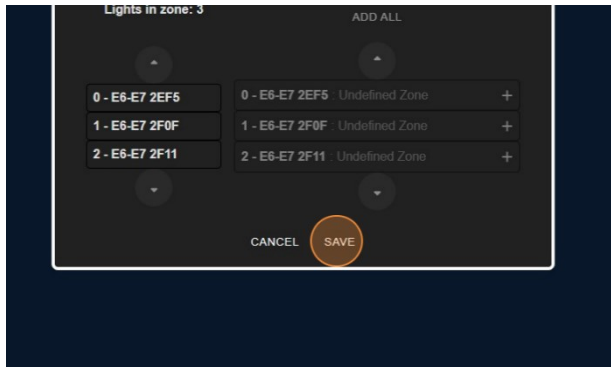 Lights in zone: 3
ADD ALL
0 - E6-E7 2EF5
1 - E6-E7 2F0F
2 - E6-E7 2F11
0 - E6-E7 2EF5 : Undefined Zone +
1 - E6-E7 2F0F : Undefined Zone +
2 - E6-E7 2F11 : Undefined Zone +
CANCEL SAVE